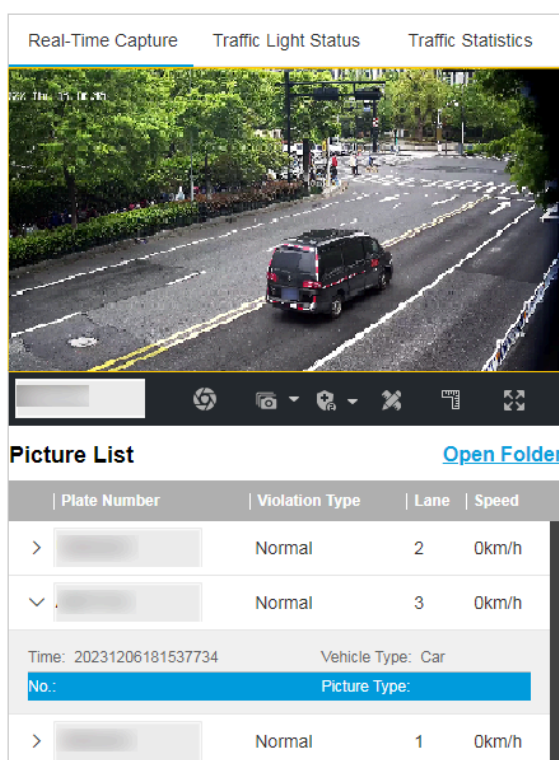 Real-Time Capture Traffic Light Status Traffic Statistics
Picture List Open Folder
Plate Number Violation Type Lane Speed
Normal 2 0km/h
Normal 3 0km/h
Time: 20231206181537734 Vehicle Type: Car
No.: Picture Type:
Normal 1 0km/h